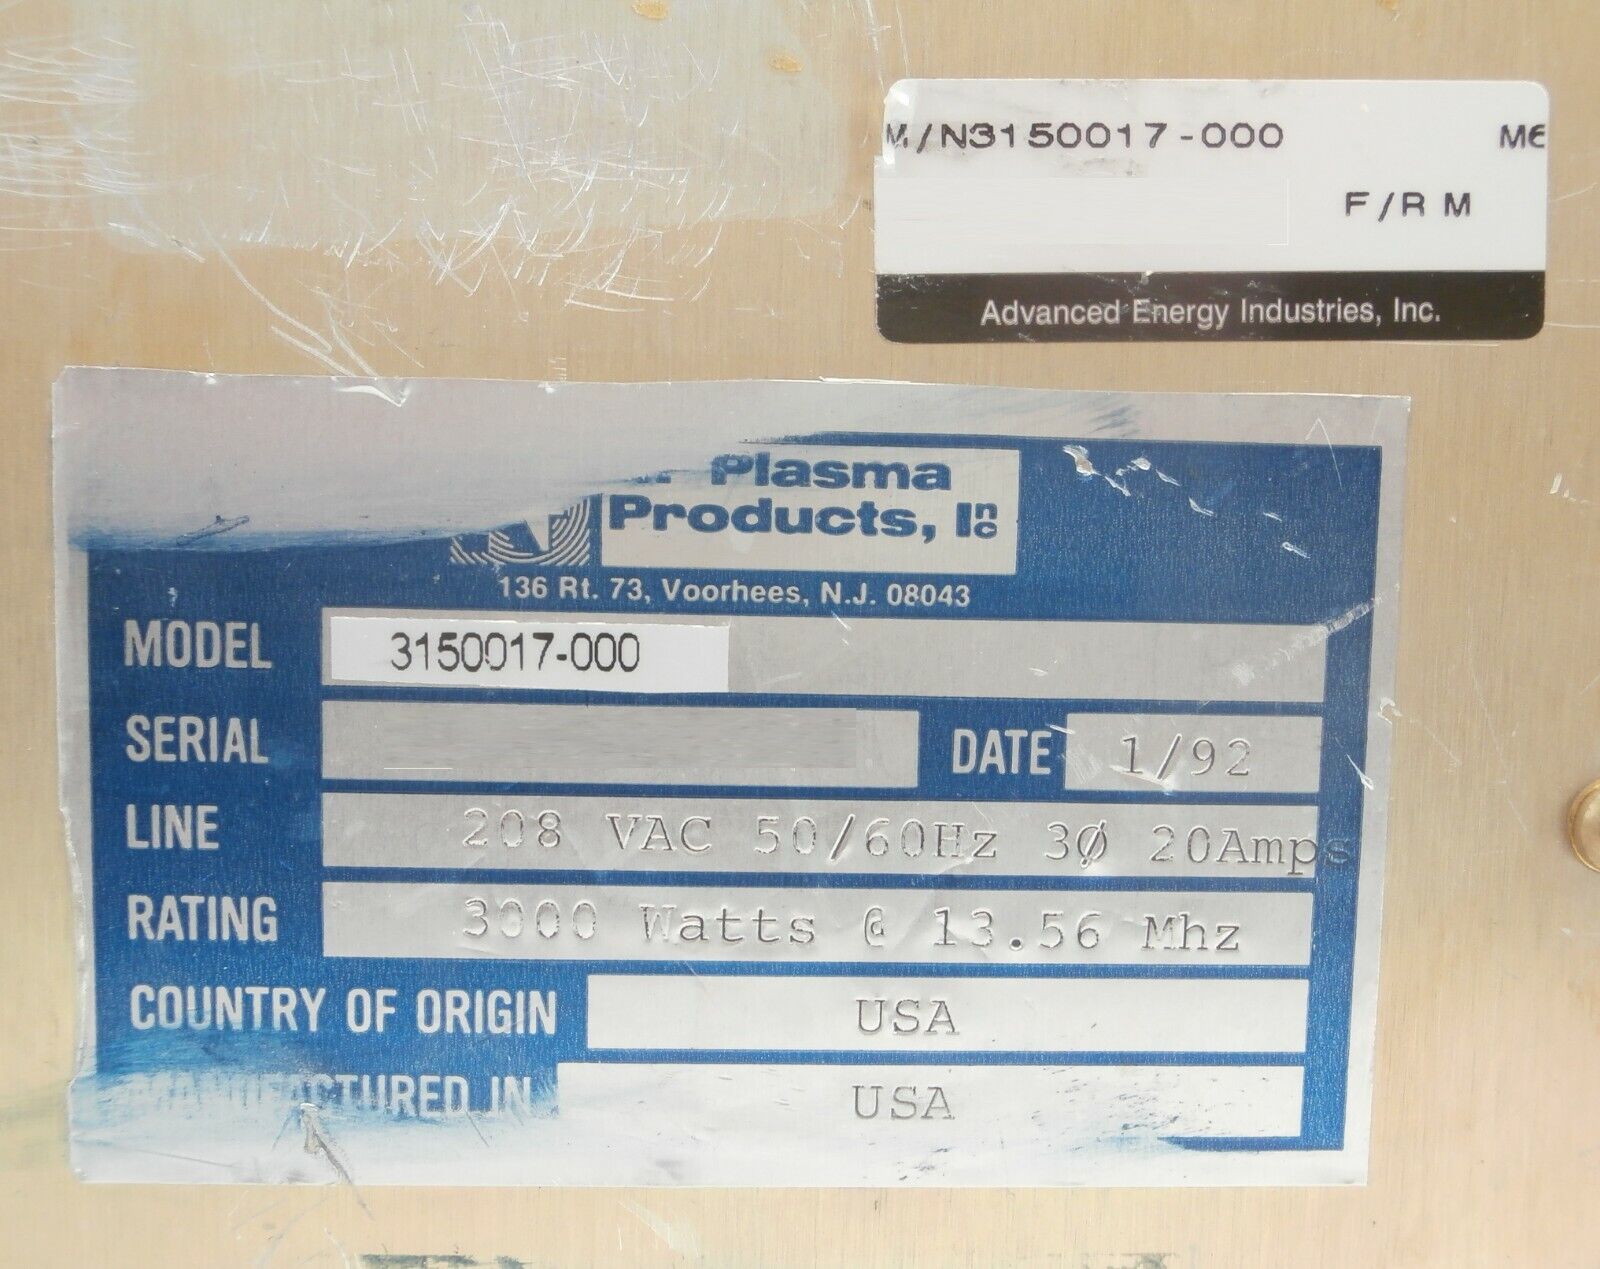 M/N3150017-000 ME
F/R M
Advanced Energy Industries, Inc.
Plasma
Products, Inc
136 Rt. 73, Voorhees, N.J. 08043
MODEL 3150017-000
SERIAL DATE 1/92
LINE 208 VAC 50/60Hz 3Ø 20Amps
RATING 3000 Watts @ 13.56 Mhz
COUNTRY OF ORIGIN USA
MANUFACTURED IN USA